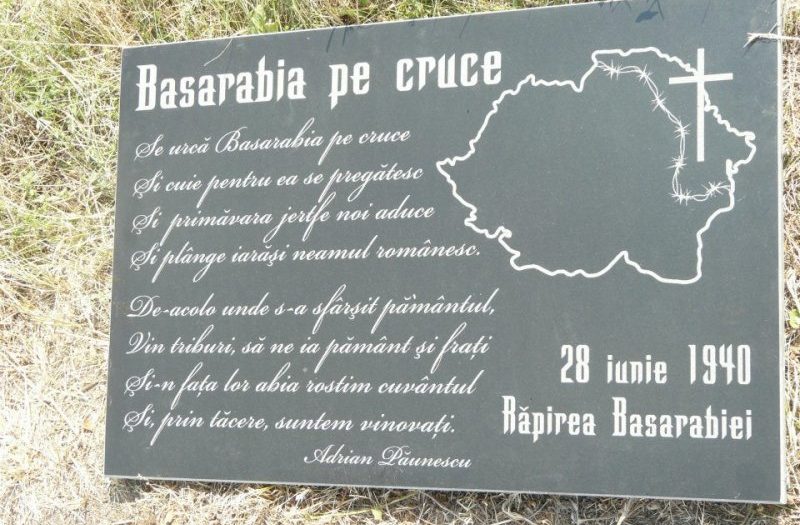 Basarabia pe cruce
Se urcă Basarabia pe cruce
Şi cuie pentru ea se pregătesc
Şi primăvara jertfe noi aduce
Şi plânge iarăşi neamul românesc.
De-acolo unde s-a sfârşit pământul,
Vin triburi, să ne ia pământ şi fraţi
Şi-n faţa lor abia rostim cuvântul
Şi, prin tăcere, suntem vinovaţi.
Adrian Păunescu
28 iunie 1940
Răpirea Basarabiei